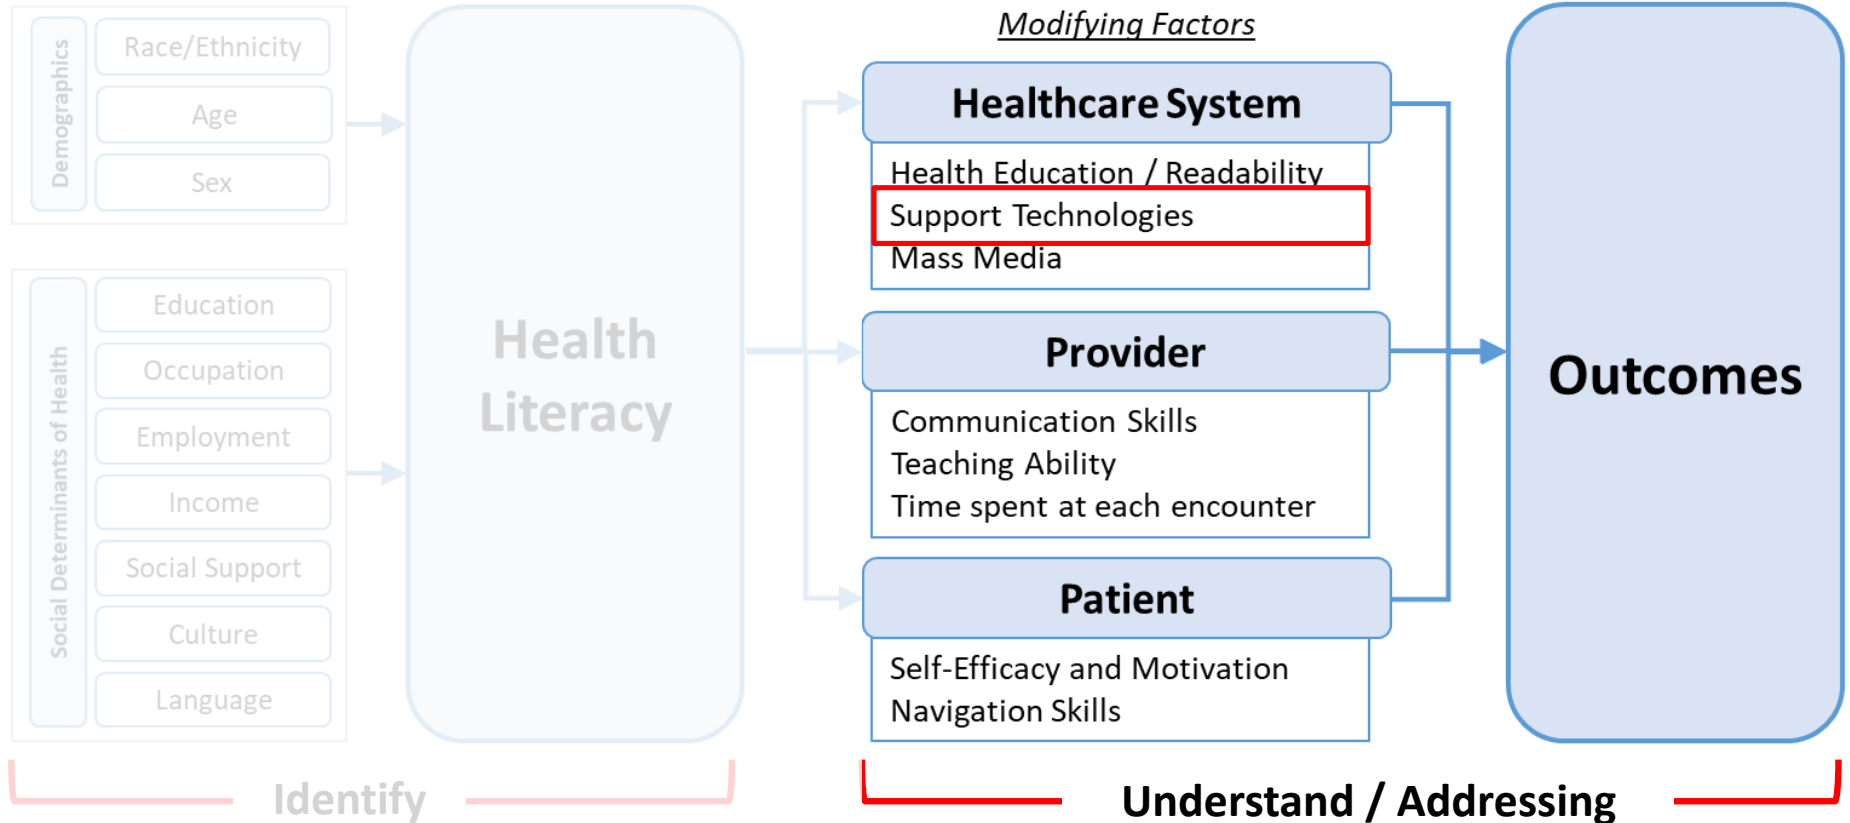 Demographics
Race/Ethnicity
Age
Sex
Social Determinants of Health
Education
Occupation
Employment
Income
Social Support
Culture
Language
Health
Literacy
Identify
Modifying Factors
Healthcare System
Health Education / Readability
Support Technologies
Mass Media
Provider
Communication Skills
Teaching Ability
Time spent at each encounter
Patient
Self-Efficacy and Motivation
Navigation Skills
Outcomes
Understand / Addressing